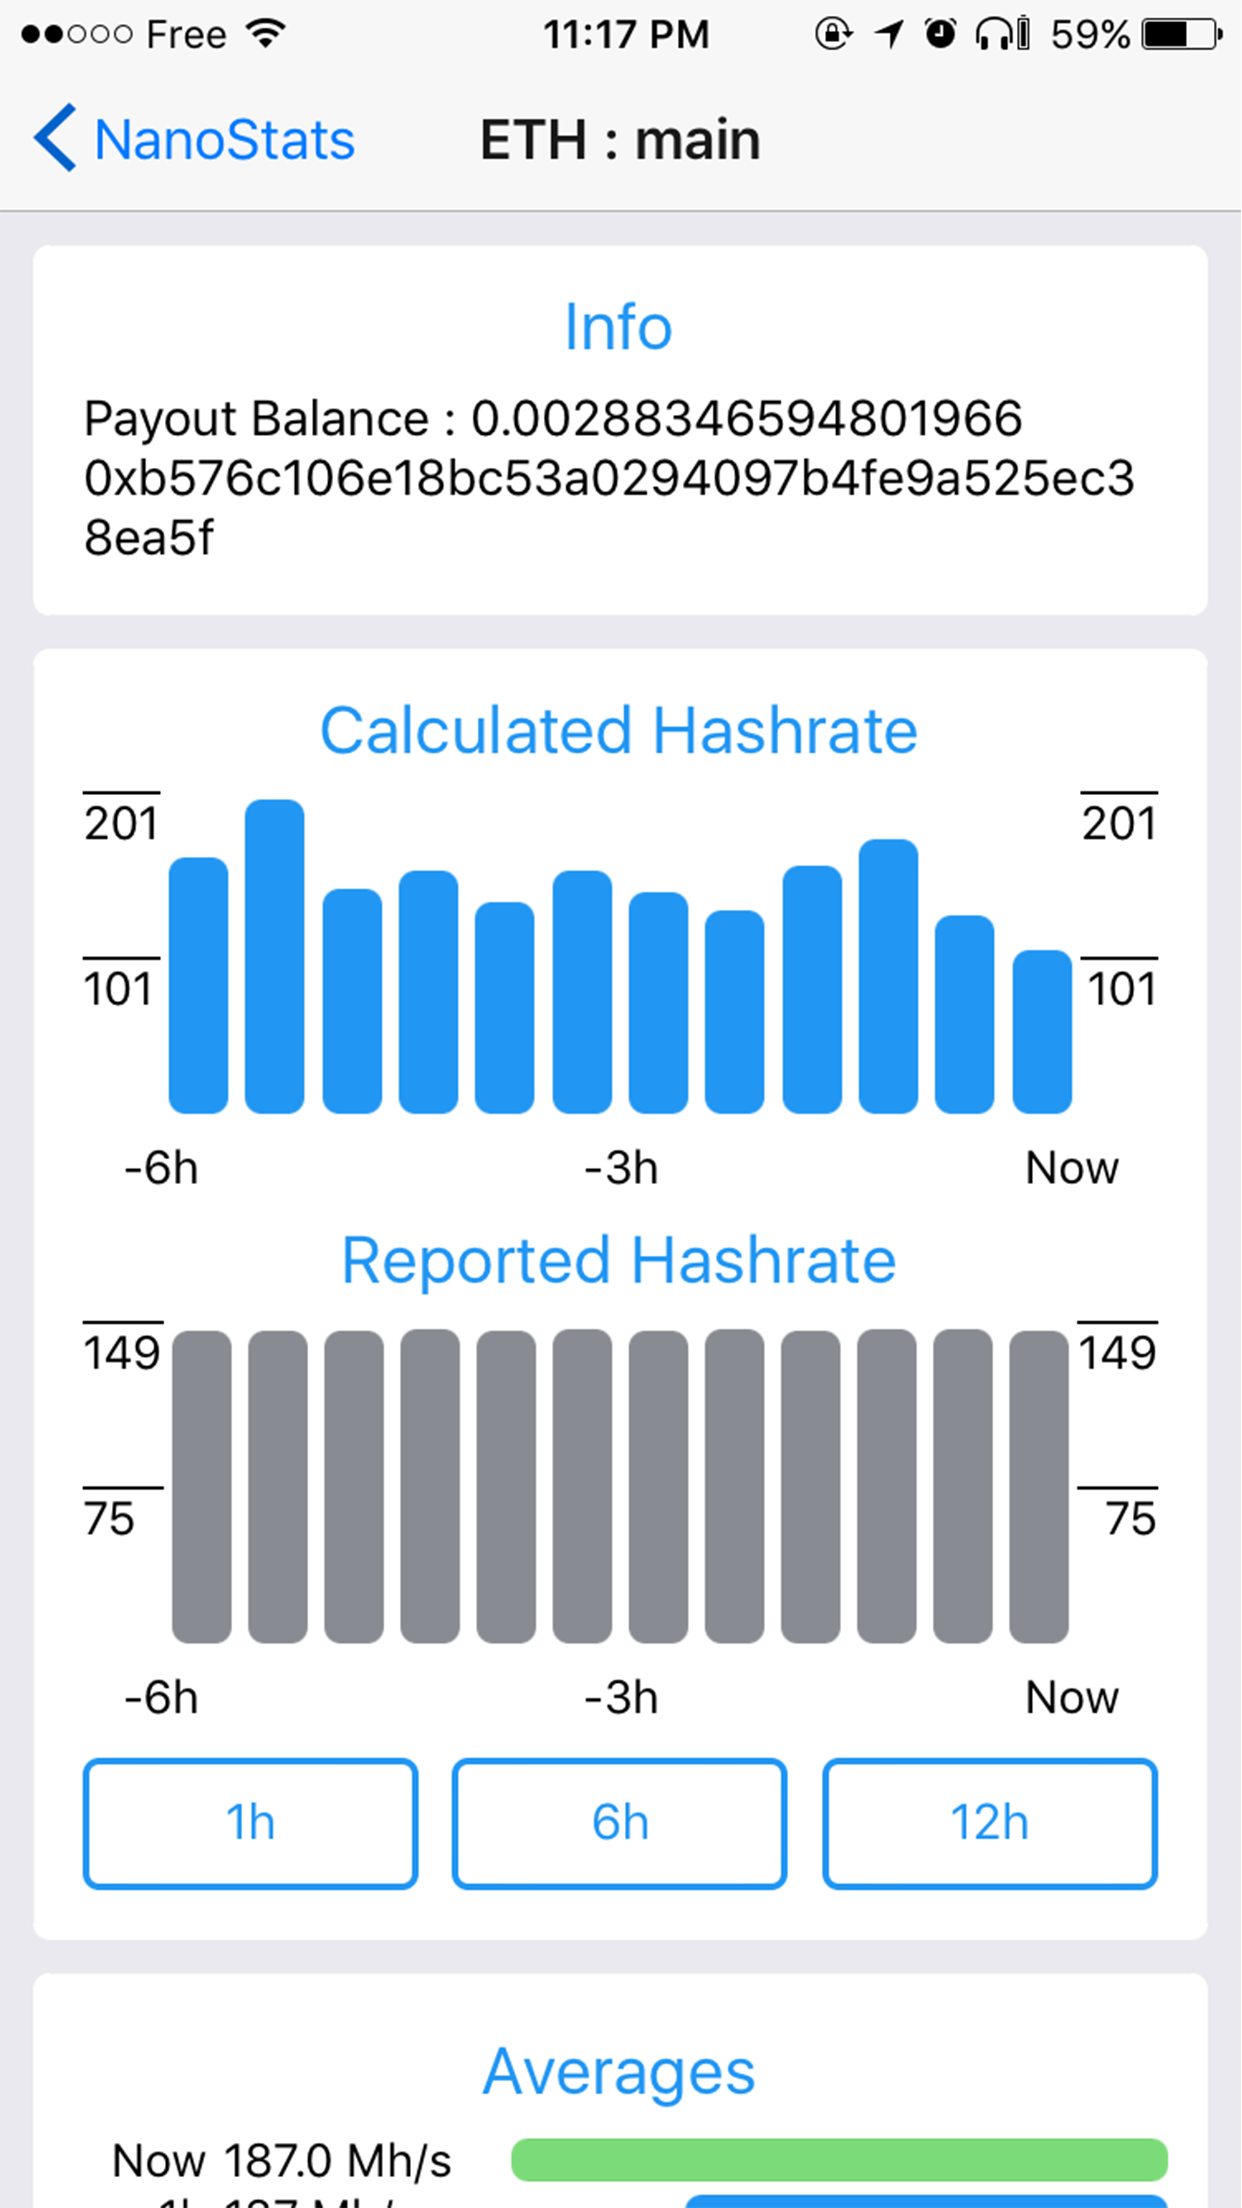 Free 11:17 PM 59%
NanoStats ETH : main
Info
Payout Balance : 0.00288346594801966
0xb576c106e18bc53a0294097b4fe9a525ec3
8ea5f
Calculated Hashrate
201 201
101 101
-6h -3h Now
Reported Hashrate
149 149
75 75
-6h -3h Now
1h 6h 12h
Averages
Now 187.0 Mh/s